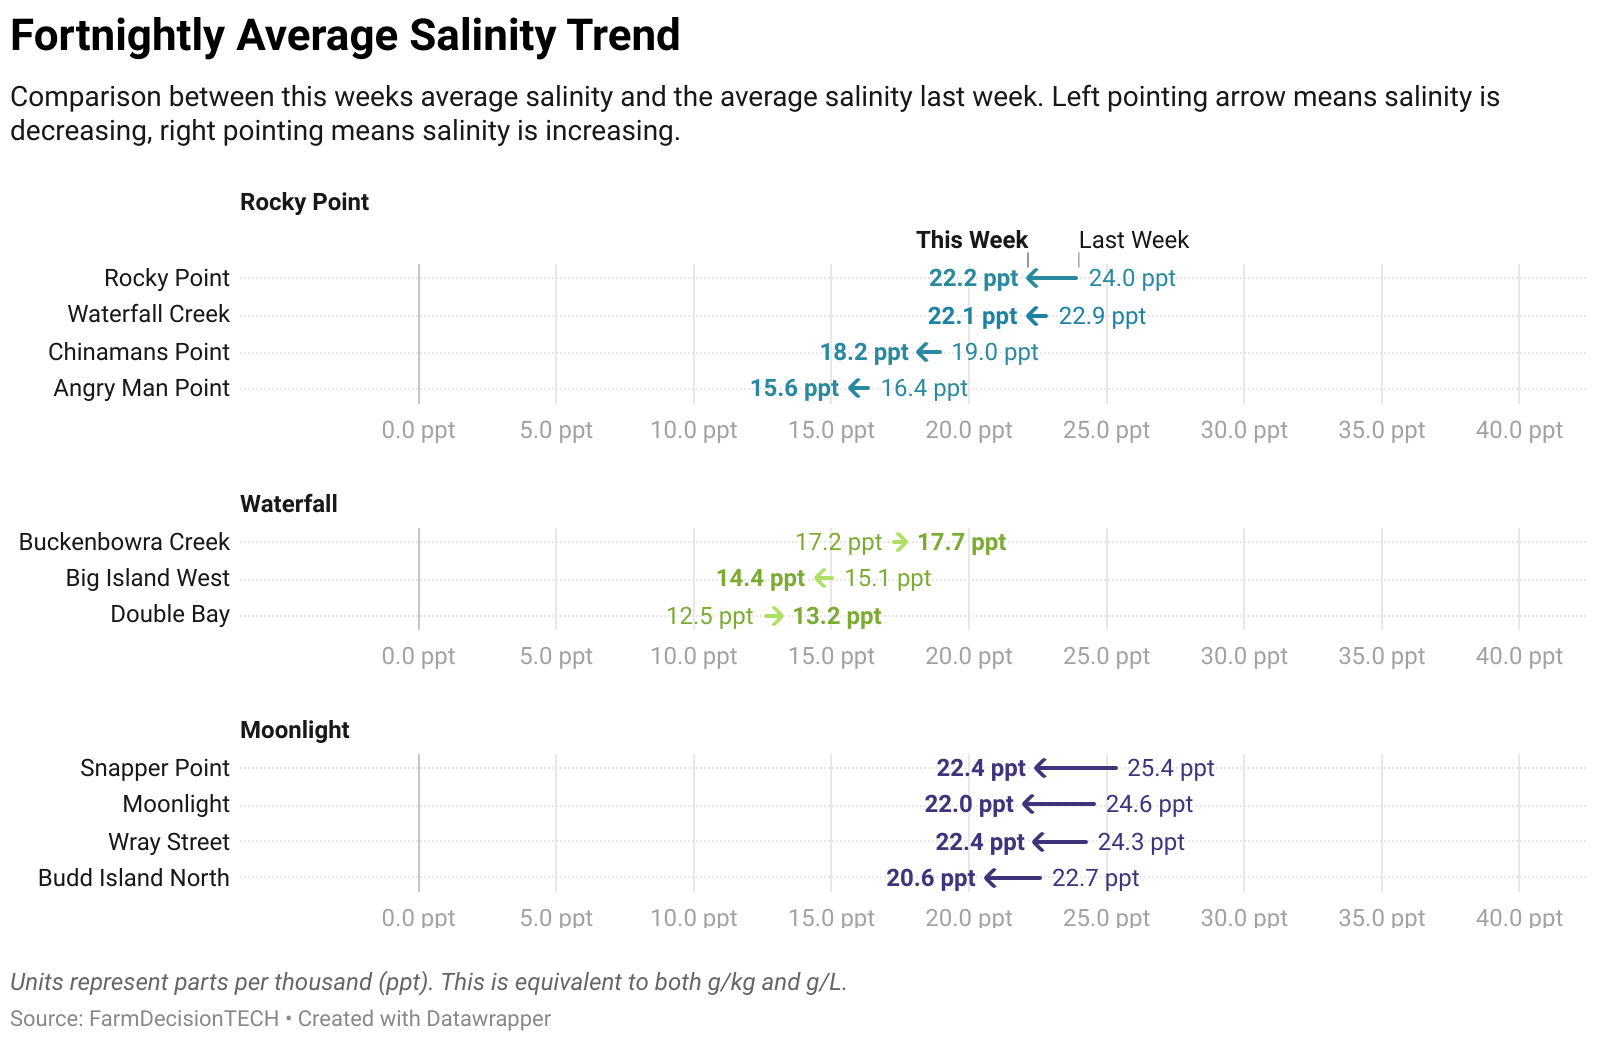 Fortnightly Average Salinity Trend
Comparison between this weeks average salinity and the average salinity last week. Left pointing arrow means salinity is
decreasing, right pointing means salinity is increasing.
Rocky Point
This Week Last Week
Rocky Point 22.2 ppt 24.0 ppt
Waterfall Creek 22.1 ppt 22.9 ppt
Chinamans Point 18.2 ppt 19.0 ppt
Angry Man Point 15.6 ppt 16.4 ppt
0.0 ppt 5.0 ppt 10.0 ppt 15.0 ppt 20.0 ppt 25.0 ppt 30.0 ppt 35.0 ppt 40.0 ppt
Waterfall
Buckenbowra Creek 17.2 ppt 17.7 ppt
Big Island West 14.4 ppt 15.1 ppt
Double Bay 12.5 ppt 13.2 ppt
0.0 ppt 5.0 ppt 10.0 ppt 15.0 ppt 20.0 ppt 25.0 ppt 30.0 ppt 35.0 ppt 40.0 ppt
Moonlight
Snapper Point 22.4 ppt 25.4 ppt
Moonlight 22.0 ppt 24.6 ppt
Wray Street 22.4 ppt 24.3 ppt
Budd Island North 20.6 ppt 22.7 ppt
0.0 ppt 5.0 ppt 10.0 ppt 15.0 ppt 20.0 ppt 25.0 ppt 30.0 ppt 35.0 ppt 40.0 ppt
Units represent parts per thousand (ppt). This is equivalent to both g/kg and g/L.
Source: FarmDecisionTECH • Created with Datawrapper